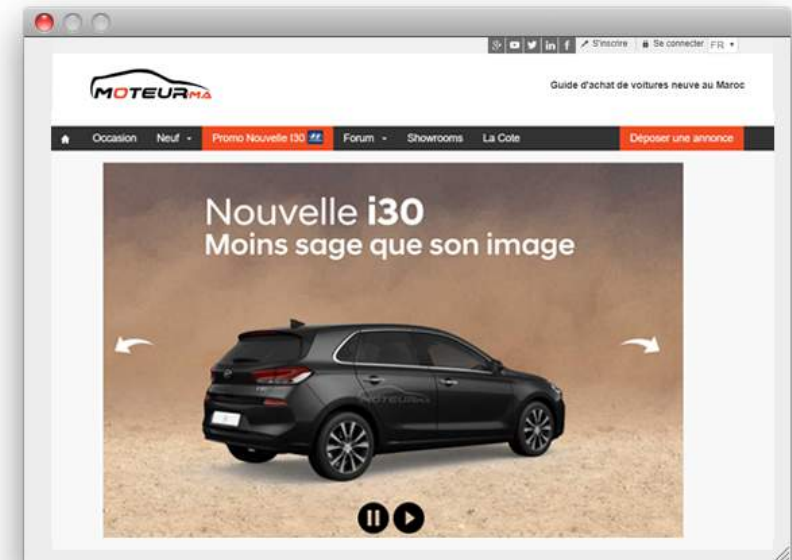 S'inscrire Se connecter FR
MOTEURMA
Guide d'achat de voitures neuve au Maroc
Occasion Neuf Promo Nouvelle I30 Forum Showrooms La Cote Déposer une annonce
Nouvelle i30
Moins sage que son image
MOTEURMA